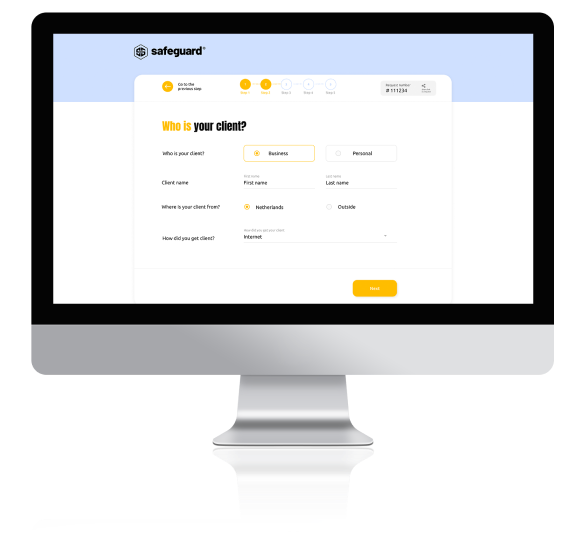 safeguard®
Go to the
previous step
Step 1
Step 2
Step 3
Step 4
Step 5
Request number
# 111234
Who is your client?
Who is your client?
Business
Personal
Client name
First name
First name
Last name
Last name
Where is your client from?
Netherlands
Outside
How did you get client?
How did you get your client
Internet
Next